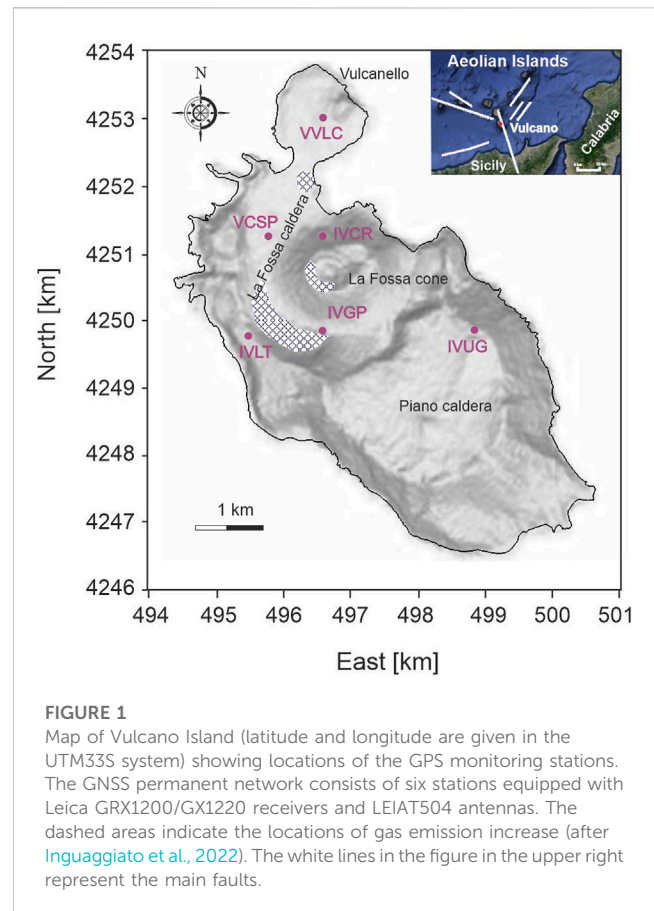 4254
4253
4252
4251
4250
4249
4248
4247
4246
North [km]
N
Vulcanello
VVLC
VCSP
IVCR
La Fossa caldera
La Fossa cone
IVGP
IVLT
IVUG
Piano caldera
1 km
Aeolian Islands
Vulcano
Calabria
Sicily
494 495 496 497 498 499 500 501
East [km]
FIGURE 1
Map of Vulcano Island (latitude and longitude are given in the
UTM33S system) showing locations of the GPS monitoring stations.
The GNSS permanent network consists of six stations equipped with
Leica GRX1200/GX1220 receivers and LEIAT504 antennas. The
dashed areas indicate the locations of gas emission increase (after
Inguaggiato et al., 2022). The white lines in the figure in the upper right
represent the main faults.